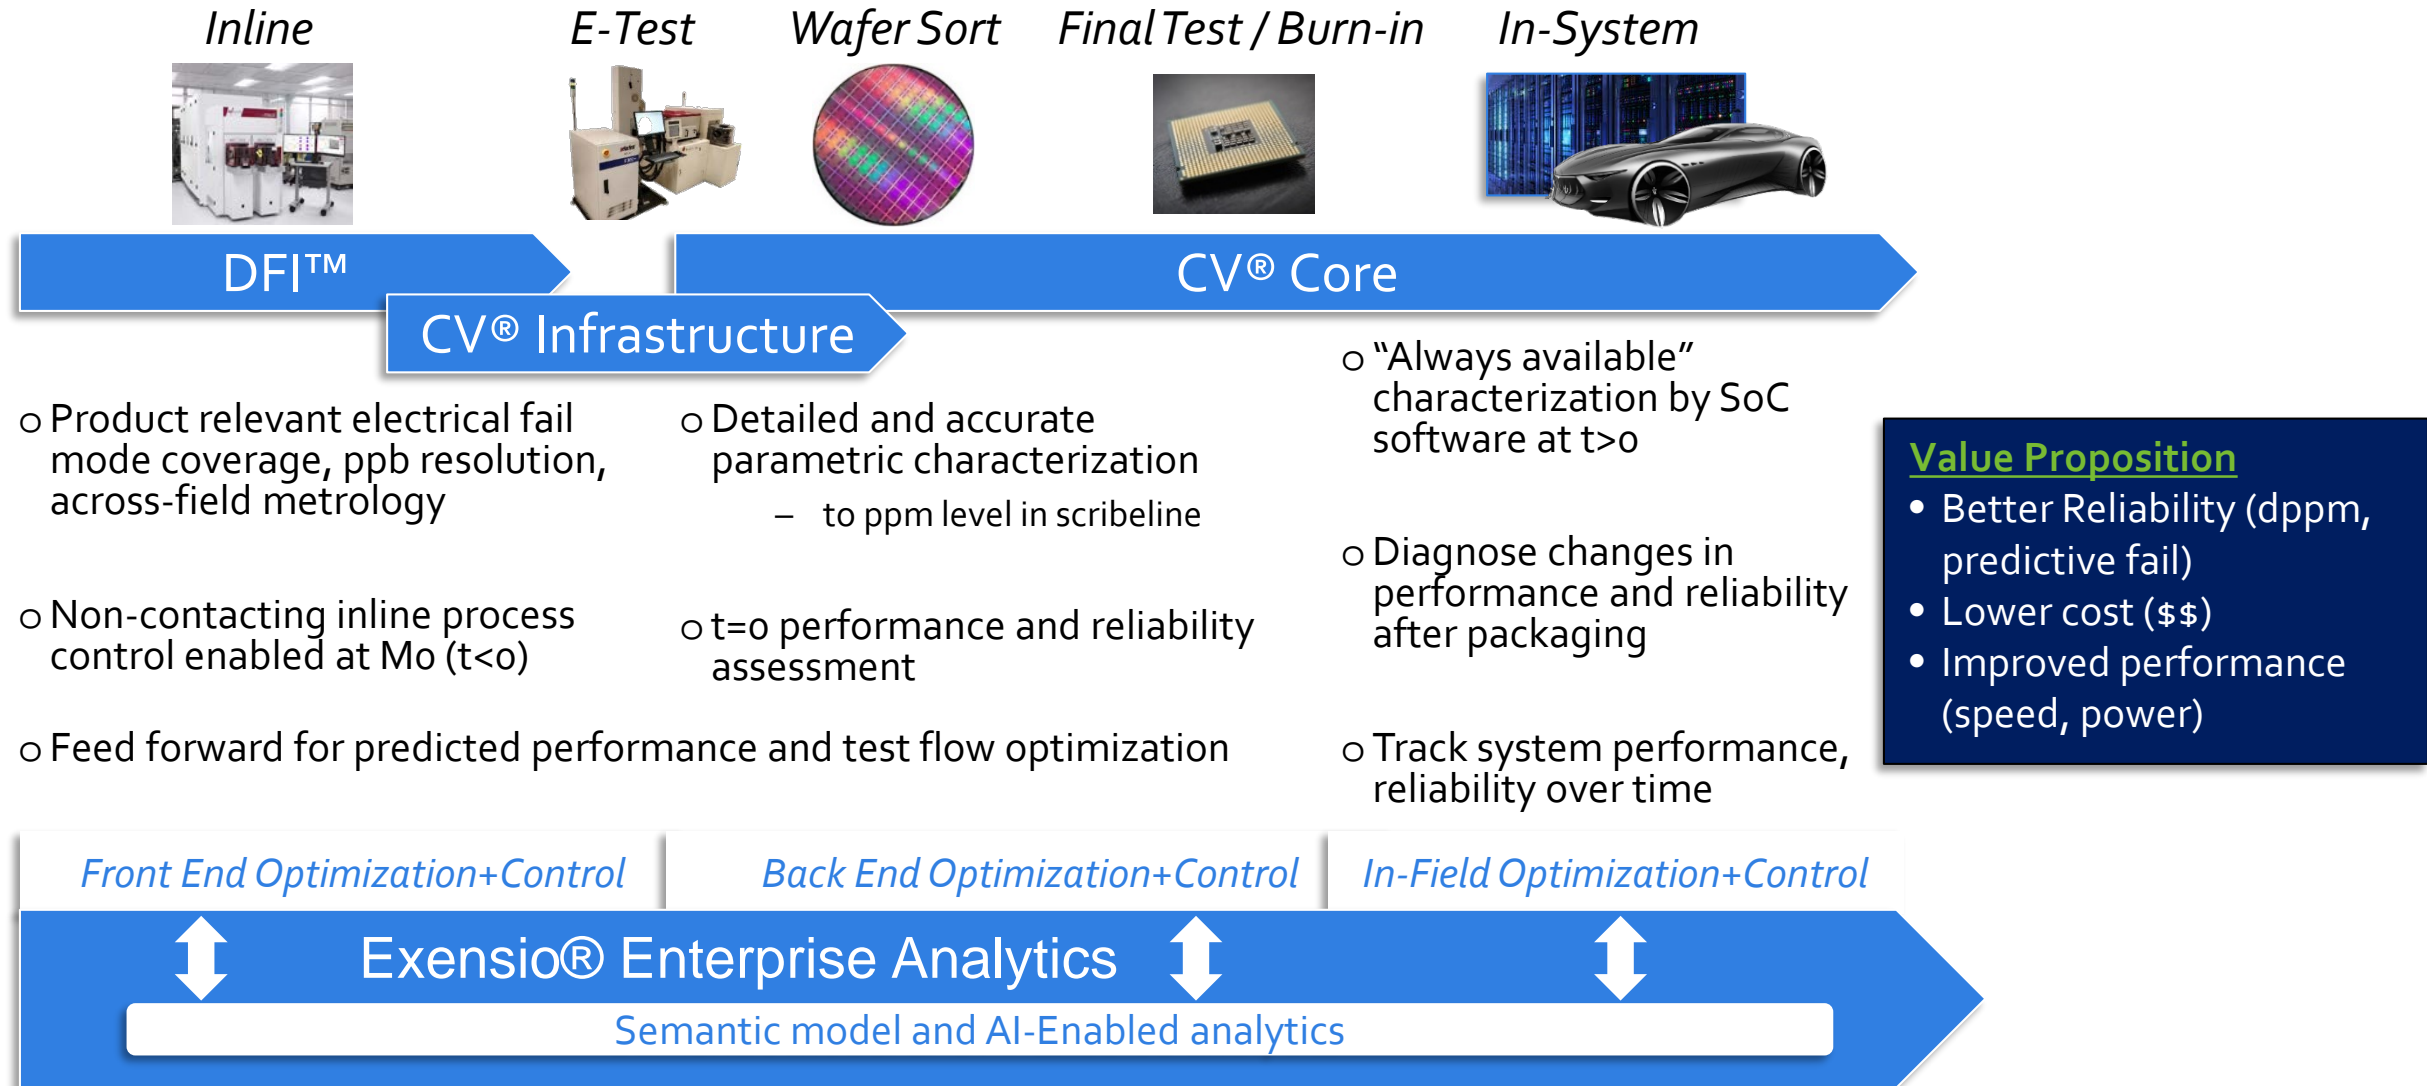 Inline
E-Test
Wafer Sort
Final Test / Burn-in
In-System
DFI™
CV® Core
CV® Infrastructure
o Product relevant electrical fail
mode coverage, ppb resolution,
across-field metrology
o Non-contacting inline process
control enabled at M0 (t<0)
o Detailed and accurate
parametric characterization
– to ppm level in scribeline
o t=0 performance and reliability
assessment
o Feed forward for predicted performance and test flow optimization
o “Always available”
characterization by SoC
software at t>0
o Diagnose changes in
performance and reliability
after packaging
o Track system performance,
reliability over time
Value Proposition
• Better Reliability (dppm,
predictive fail)
• Lower cost ($$)
• Improved performance
(speed, power)
Front End Optimization+Control
Back End Optimization+Control
In-Field Optimization+Control
Exensio® Enterprise Analytics
Semantic model and AI-Enabled analytics